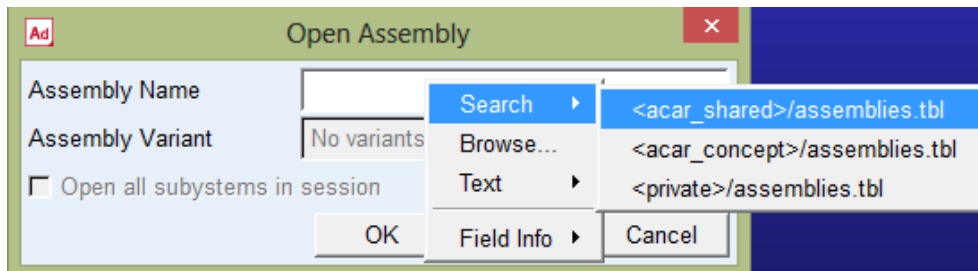 Ad
Open Assembly
Assembly Name
Search
<acar_shared>/assemblies.tbl
Assembly Variant
No variants
Browse...
<acar_concept>/assemblies.tbl
Open all subystems in session
Text
<private>/assemblies.tbl
OK
Field Info
Cancel